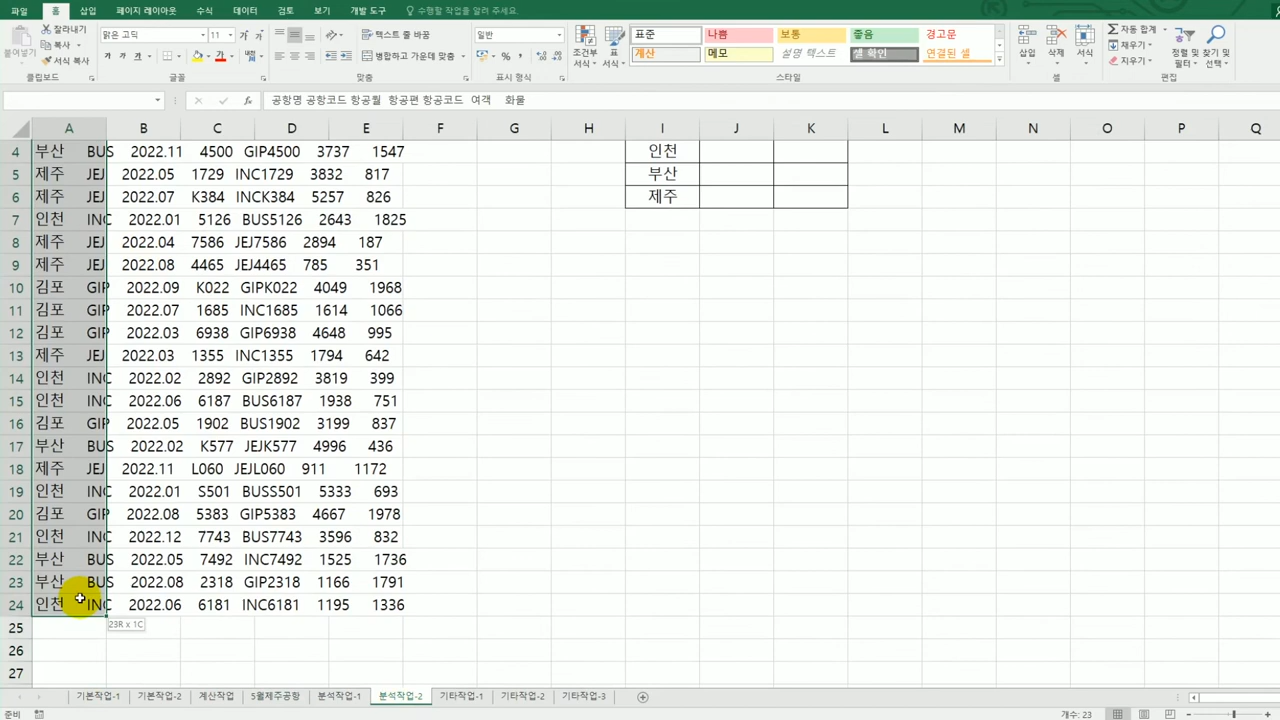 파일 홈 삽입 페이지 레이아웃 수식 데이터 검토 보기 개발 도구 수행할 작업을 알려 주세요.
붙여넣기 잘라내기 복사 서식 복사 클립보드
맑은 고딕 11 가 가 가 가 가 가 글꼴
텍스트 줄 바꿈 병합하고 가운데 맞춤 맞춤
일반 % 표시 형식
조건부 서식 표 서식 표준 나쁨 보통 좋음 경고문
계산 메모 설명 텍스트 셀 확인 연결된 셀 스타일
삽입 삭제 서식 셀
자동 합계 채우기 지우기 정렬 및 필터 찾기 및 선택 편집
fx 공항명 공항코드 항공월 항공편 항공코드 여객 화물
A B C D E F G H I J K L M N O P Q
4 부산 BUS 2022.11 4500 GIP4500 3737 1547 인천
5 제주 JEJ 2022.05 1729 INC1729 3832 817 부산
6 제주 JEJ 2022.07 K384 INCK384 5257 826 제주
7 인천 INC 2022.01 5126 BUS5126 2643 1825
8 제주 JEJ 2022.04 7586 JEJ7586 2894 187
9 제주 JEJ 2022.08 4465 JEJ4465 785 351
10 김포 GIP 2022.09 K022 GIPK022 4049 1968
11 김포 GIP 2022.07 1685 INC1685 1614 1066
12 김포 GIP 2022.03 6938 GIP6938 4648 995
13 제주 JEJ 2022.03 1355 INC1355 1794 642
14 인천 INC 2022.02 2892 GIP2892 3819 399
15 인천 INC 2022.06 6187 BUS6187 1938 751
16 김포 GIP 2022.05 1902 BUS1902 3199 837
17 부산 BUS 2022.02 K577 JEJK577 4996 436
18 제주 JEJ 2022.11 L060 JEJL060 911 1172
19 인천 INC 2022.01 S501 BUSS501 5333 693
20 김포 GIP 2022.08 5383 GIP5383 4667 1978
21 인천 INC 2022.12 7743 BUS7743 3596 832
22 부산 BUS 2022.05 7492 INC7492 1525 1736
23 부산 BUS 2022.08 2318 GIP2318 1166 1791
24 인천 INC 2022.06 6181 INC6181 1195 1336
25 23R x 1C
26
27
기본작업-1 기본작업-2 계산작업 5월제주공항 분석작업-1 분석작업-2 기타작업-1 기타작업-2 기타작업-3
준비 개수: 23